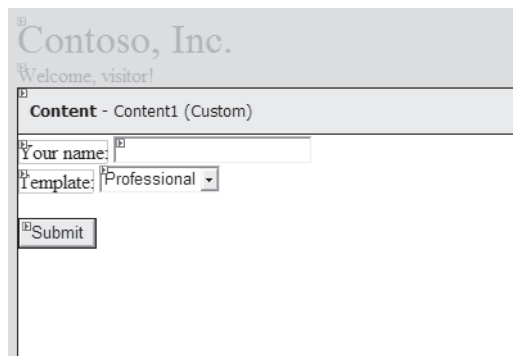 Contoso, Inc.
Welcome, visitor!
Content - Content1 (Custom)
Your name:
Template: Professional
Submit